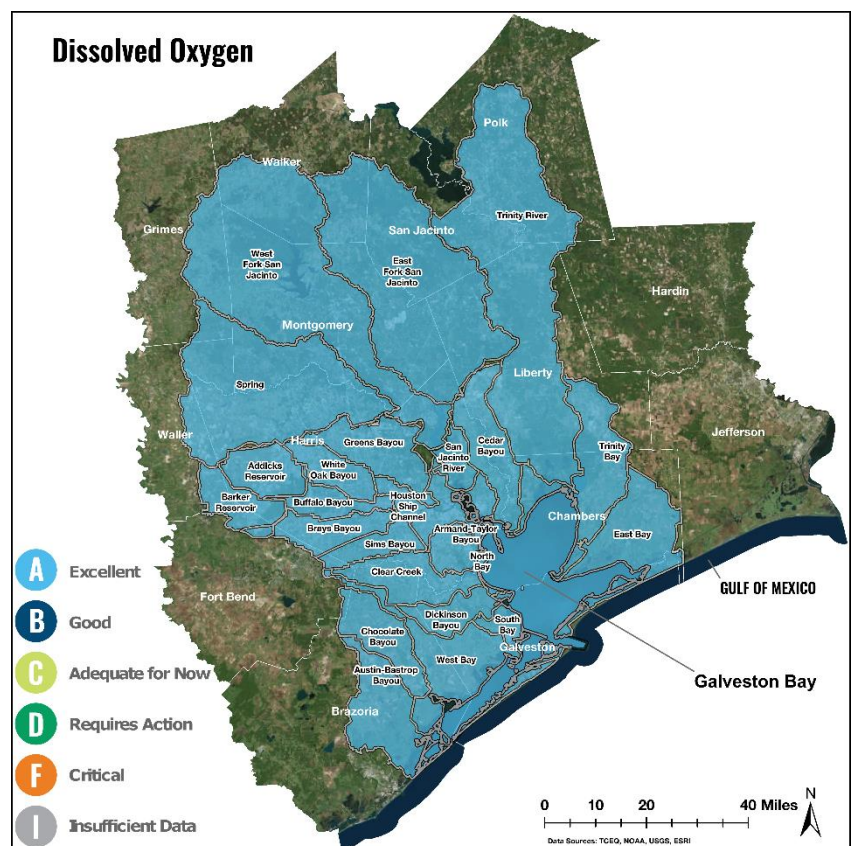 Dissolved Oxygen
Polk
Walker
Trinity River
Grimes
San Jacinto
West
Fork San
Jacinto
East
Fork San
Jacinto
Hardin
Montgomery
Liberty
Spring
Jefferson
Waller
Harris
Greens Bayou
San
Jacinto
River
Cedar
Bayou
Trinity
Bay
Addicks
Reservoir
White
Oak Bayou
Barker
Reservoir
Buffalo Bayou
Houston
Ship
Channel
Chambers
Brays Bayou
Armand-Taylor
Bayou
East Bay
Sims Bayou
North
Bay
Clear Creek
GULF OF MEXICO
Fort Bend
Dickinson
Bayou
South
Bay
Chocolate
Bayou
Galveston
West Bay
Austin-Bastrop
Bayou
Galveston Bay
Brazoria
A Excellent
B Good
C Adequate for Now
D Requires Action
F Critical
I Insufficient Data
0 10 20 40 Miles
N
Data Sources: TCEQ, NOAA, USGS, ESRI